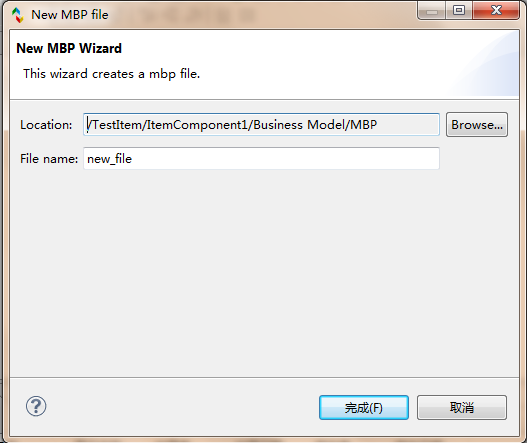 New MBP file
New MBP Wizard
This wizard creates a mbp file.
Location: /TestItem/ItemComponent1/Business Model/MBP Browse...
File name: new_file
完成(F) 取消